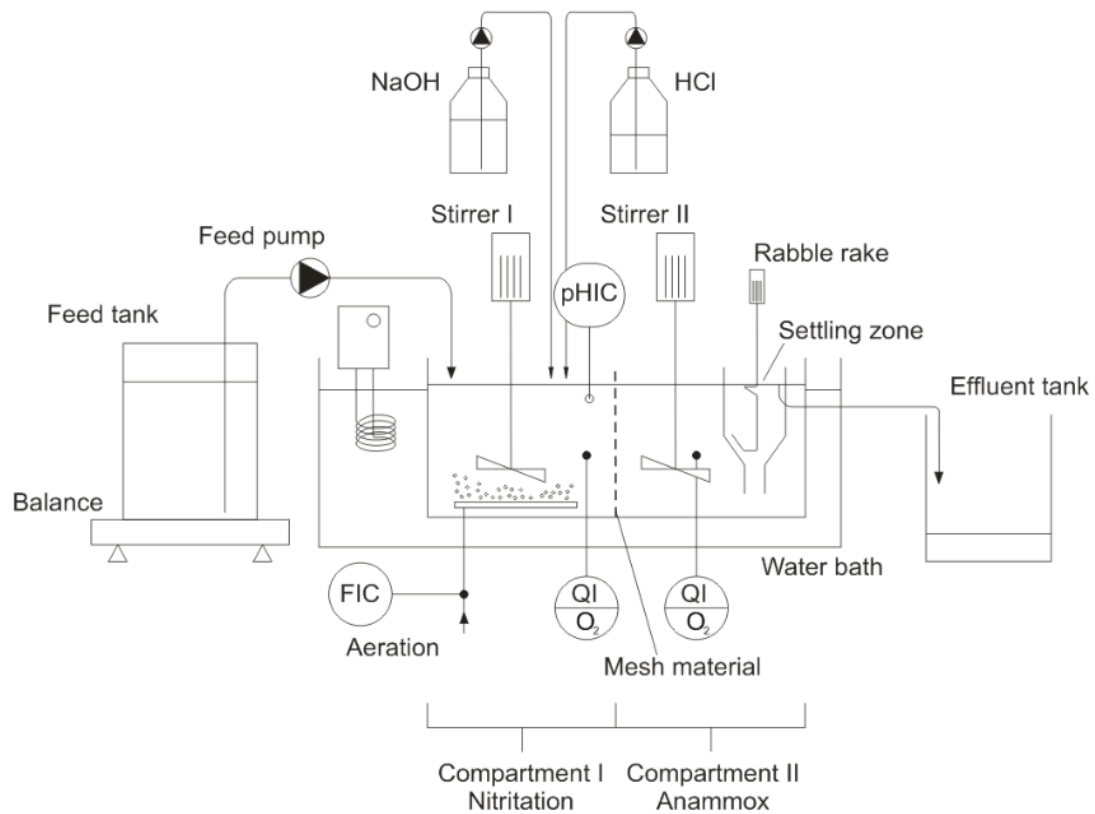 NaOH
HCl
Stirrer I
Stirrer II
Feed pump
Rabble rake
pHIC
Feed tank
Settling zone
Effluent tank
Balance
Water bath
FIC
QI
O2
QI
O2
Aeration
Mesh material
Compartment I
Nitritation
Compartment II
Anammox